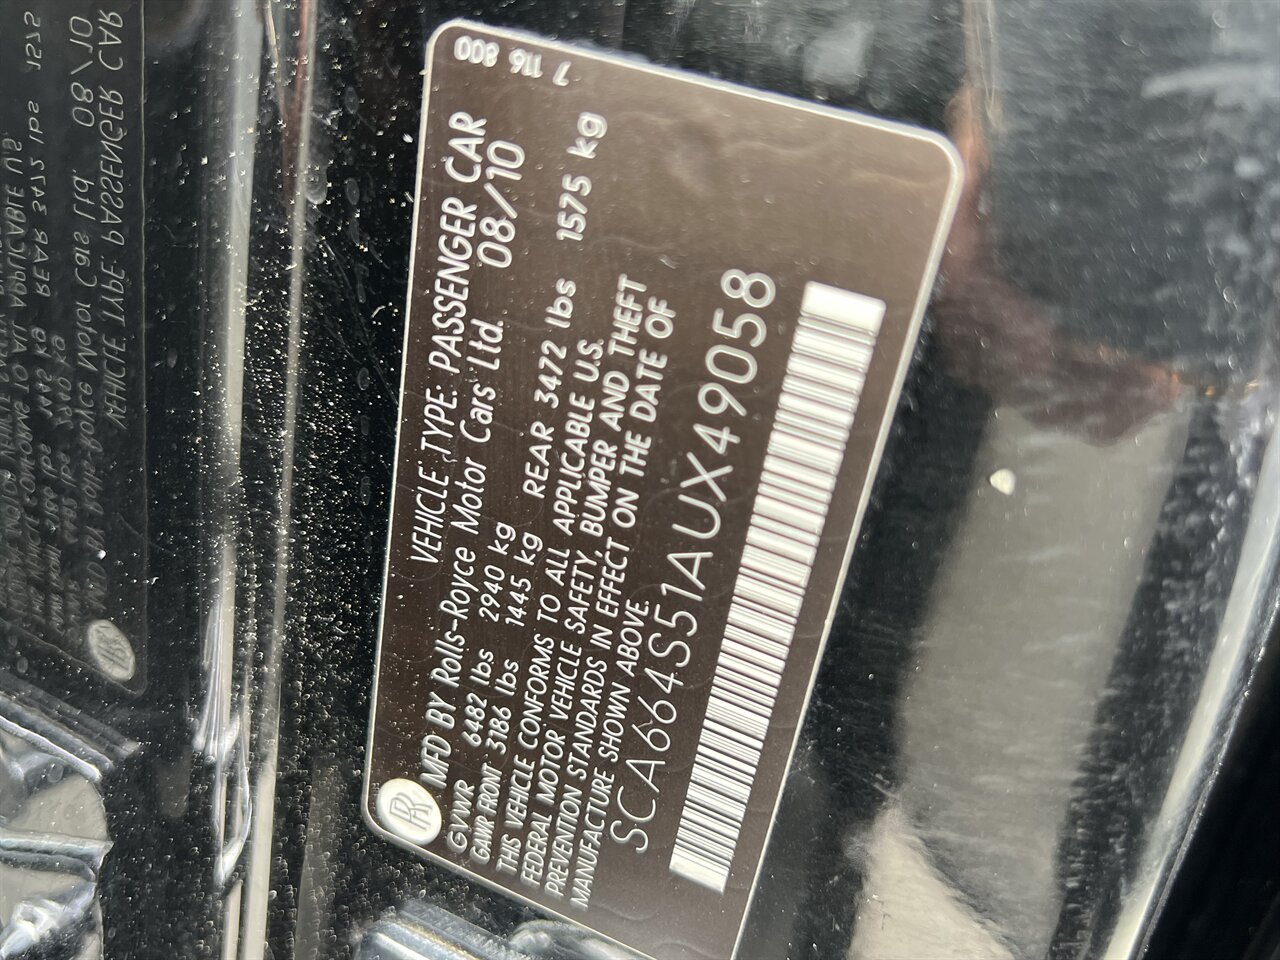 7 116 800
VEHICLE TYPE: PASSENGER CAR
MFD BY Rolls-Royce Motor Cars Ltd. 08/10
GVWR 6482 lbs 2940 kg
GAWR FRONT 3186 lbs 1445 kg REAR 3472 lbs 1575 kg
THIS VEHICLE CONFORMS TO ALL APPLICABLE U.S.
FEDERAL MOTOR VEHICLE SAFETY, BUMPER AND THEFT
PREVENTION STANDARDS IN EFFECT ON THE DATE OF
MANUFACTURE SHOWN ABOVE.
SCA664S51AUX49058
RR